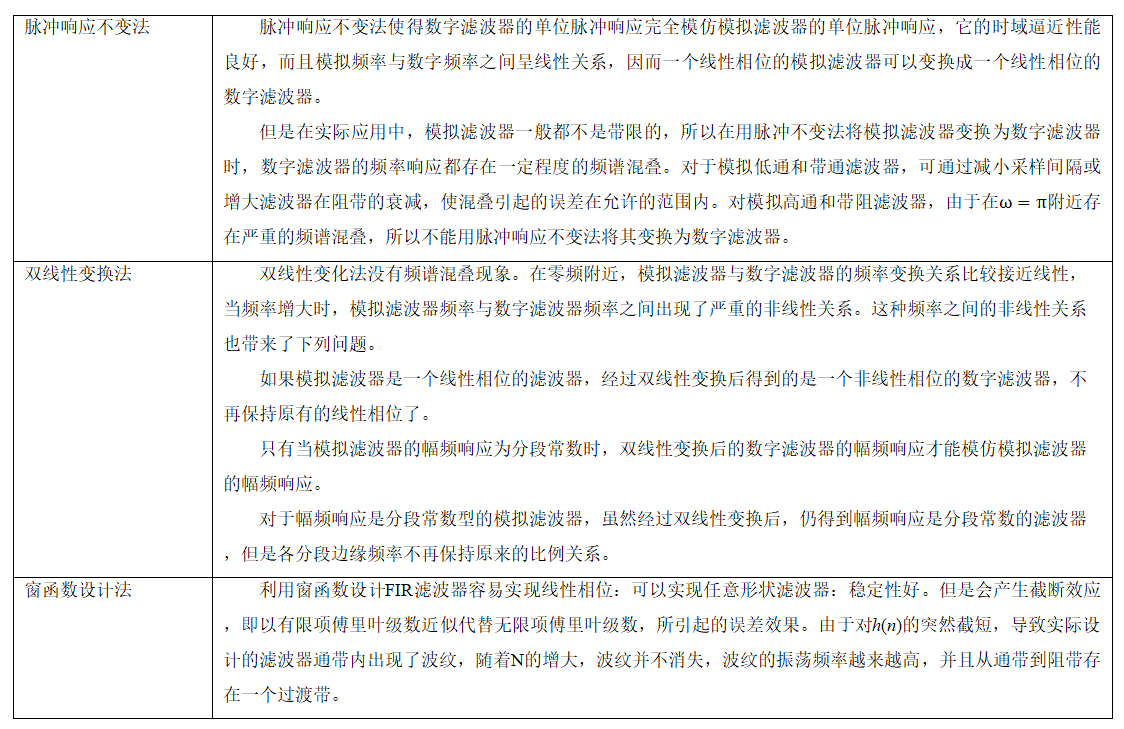 脉冲响应不变法
脉冲响应不变法使得数字滤波器的单位脉冲响应完全模仿模拟滤波器的单位脉冲响应，它的时域逼近性能
良好，而且模拟频率与数字频率之间呈线性关系，因而一个线性相位的模拟滤波器可以变换成一个线性相位的
数字滤波器。
但是在实际应用中，模拟滤波器一般都不是带限的，所以在用脉冲不变法将模拟滤波器变换为数字滤波器
时，数字滤波器的频率响应都存在一定程度的频谱混叠。对于模拟低通和带通滤波器，可通过减小采样间隔或
增大滤波器在阻带的衰减，使混叠引起的误差在允许的范围内。对模拟高通和带阻滤波器，由于在ω = π附近存
在严重的频谱混叠，所以不能用脉冲响应不变法将其变换为数字滤波器。
双线性变换法
双线性变化法没有频谱混叠现象。在零频附近，模拟滤波器与数字滤波器的频率变换关系比较接近线性，
当频率增大时，模拟滤波器频率与数字滤波器频率之间出现了严重的非线性关系。这种频率之间的非线性关系
也带来了下列问题。
如果模拟滤波器是一个线性相位的滤波器，经过双线性变换后得到的是一个非线性相位的数字滤波器，不
再保持原有的线性相位了。
只有当模拟滤波器的幅频响应为分段常数时，双线性变换后的数字滤波器的幅频响应才能模仿模拟滤波器
的幅频响应。
对于幅频响应是分段常数型的模拟滤波器，虽然经过双线性变换后，仍得到幅频响应是分段常数的滤波器
，但是各分段边缘频率不再保持原来的比例关系。
窗函数设计法
利用窗函数设计FIR滤波器容易实现线性相位：可以实现任意形状滤波器：稳定性好。但是会产生截断效应
，即以有限项傅里叶级数近似代替无限项傅里叶级数，所引起的误差效果。由于对h(n)的突然截短，导致实际设
计的滤波器通带内出现了波纹，随着N的增大，波纹并不消失，波纹的振荡频率越来越高，并且从通带到阻带存
在一个过渡带。